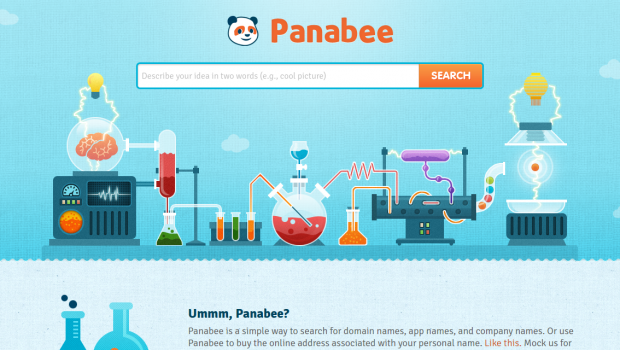 Panabee
Describe your idea in two words (e.g., cool picture)
SEARCH
Ummm, Panabee?
Panabee is a simple way to search for domain names, app names, and company names. Or use
Panabee to buy the online address associated with your personal name. Like this. Mock us for